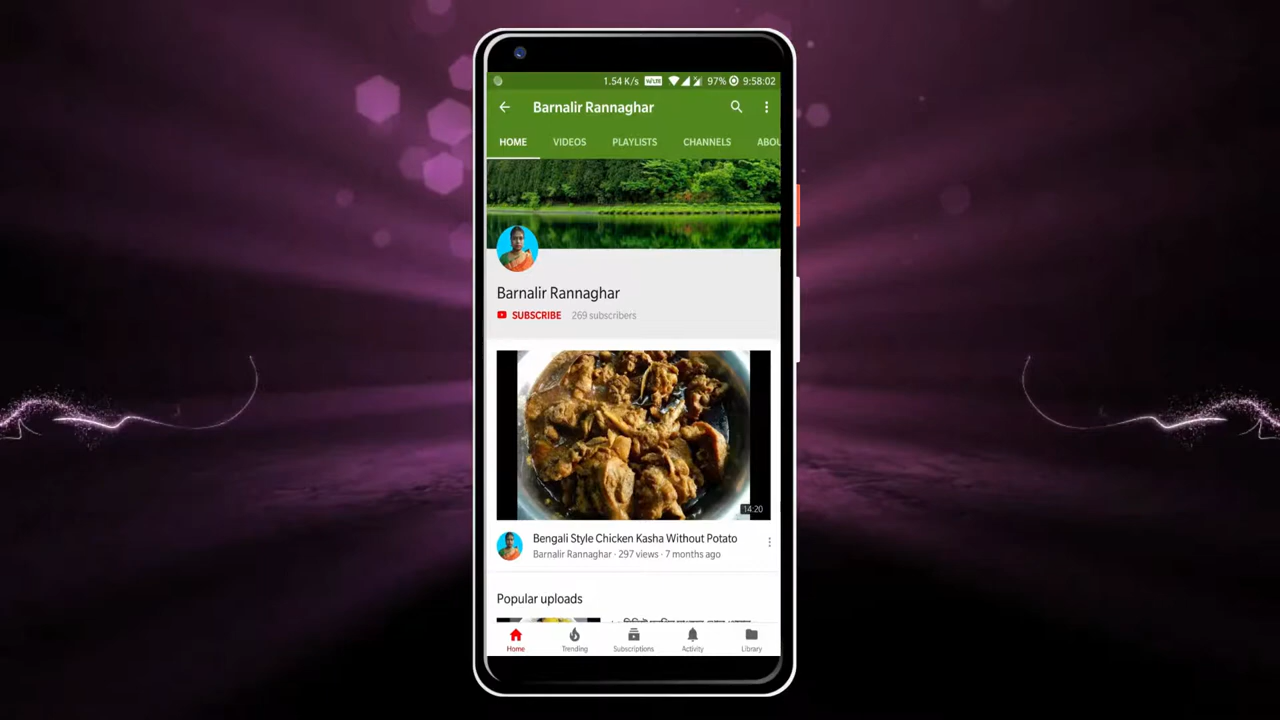 1.54 K/s VoLTE 97% 9:58:02
Barnalir Rannaghar
HOME VIDEOS PLAYLISTS CHANNELS ABOU
Barnalir Rannaghar
SUBSCRIBE 269 subscribers
14:20
Bengali Style Chicken Kasha Without Potato
Barnalir Rannaghar · 297 views · 7 months ago
Popular uploads
Home Trending Subscriptions Activity Library